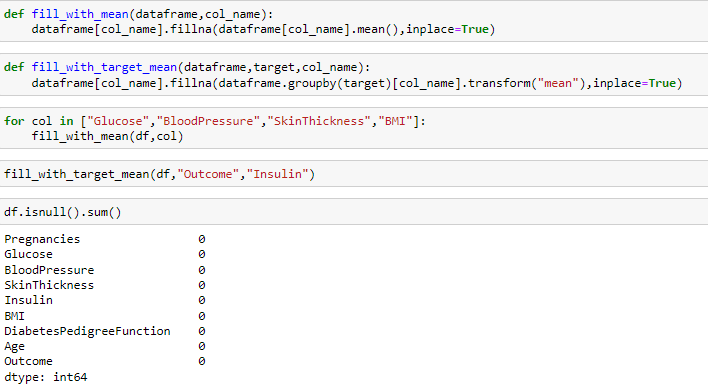 def fill_with_mean(dataframe,col_name):
    dataframe[col_name].fillna(dataframe[col_name].mean(),inplace=True)
def fill_with_target_mean(dataframe,target,col_name):
    dataframe[col_name].fillna(dataframe.groupby(target)[col_name].transform("mean"),inplace=True)
for col in ["Glucose","BloodPressure","SkinThickness","BMI"]:
    fill_with_mean(df,col)
fill_with_target_mean(df,"Outcome","Insulin")
df.isnull().sum()
Pregnancies                 0
Glucose                     0
BloodPressure               0
SkinThickness               0
Insulin                     0
BMI                         0
DiabetesPedigreeFunction    0
Age                         0
Outcome                     0
dtype: int64